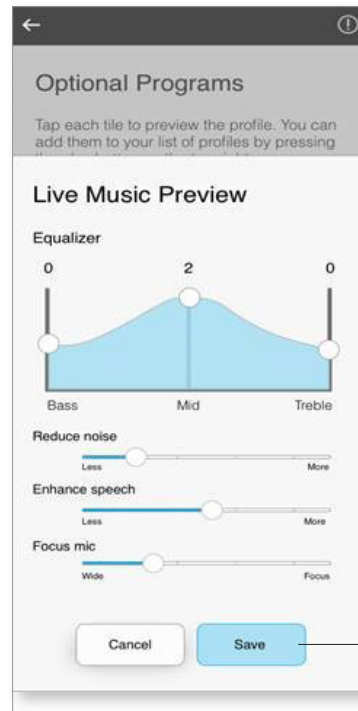 Optional Programs
Tap each tile to preview the profile. You can
add them to your list of profiles by pressing
Live Music Preview
Equalizer
0 2 0
Bass Mid Treble
Reduce noise
Less More
Enhance speech
Less More
Focus mic
Wide Focus
Cancel Save